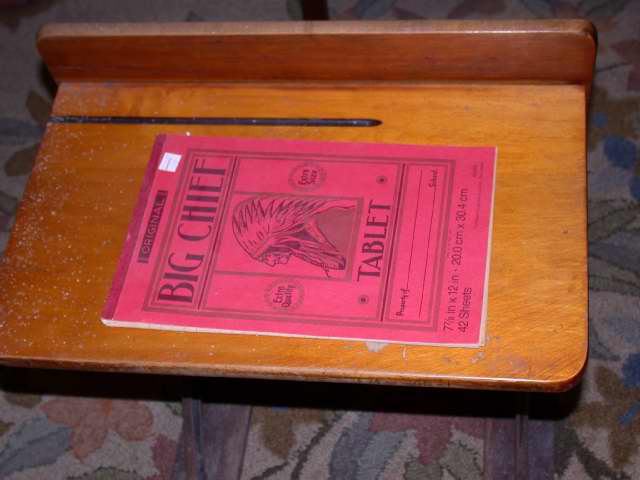 ORIGINAL
BIG CHIEF
Extra Size
Extra Quality
TABLET
Property of
School
7⅞ in x 12 in · 20.0 cm x 30.4 cm
42 Sheets